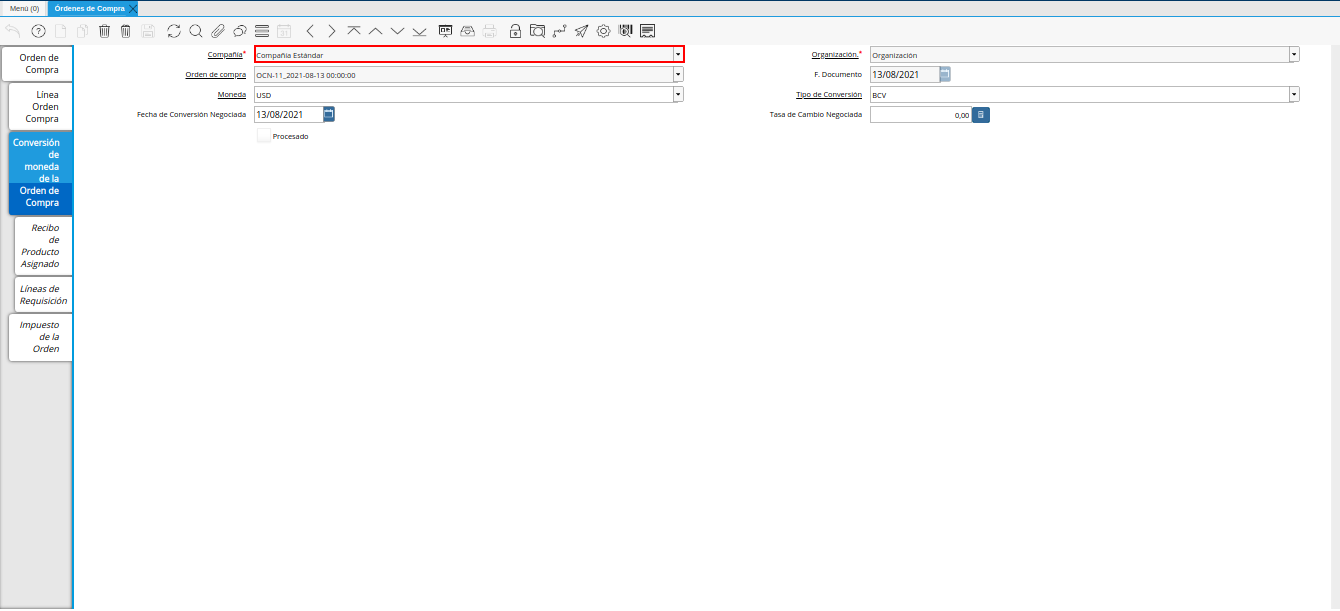 Menú (0)
Órdenes de Compra
Orden de
Compra
Línea
Orden
Compra
Conversión
de
moneda
de la
Orden de
Compra
Recibo
de
Producto
Asignado
Líneas de
Requisición
Impuesto
de la
Orden
Compañía* Compañía Estándar
Organización.* Organización
Orden de compra OCN-11_2021-08-13 00:00:00
F. Documento 13/08/2021
Moneda USD
Tipo de Conversión BCV
Fecha de Conversión Negociada 13/08/2021
Tasa de Cambio Negociada 0,00
Procesado